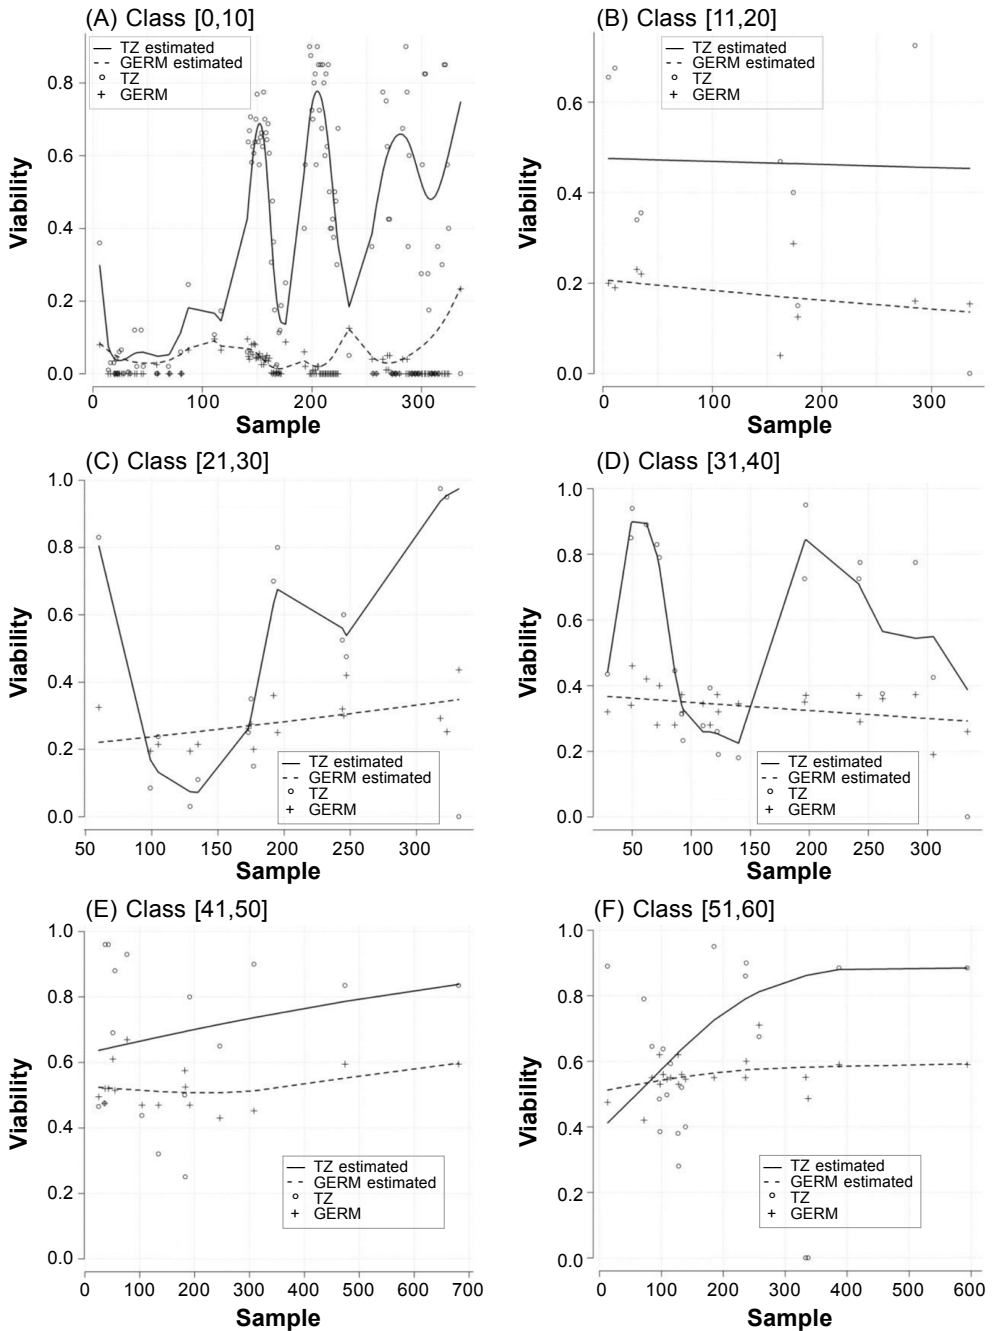 (A) Class [0,10]
TZ estimated
GERM estimated
TZ
GERM
Viability
0.8
0.6
0.4
0.2
0.0
0 100 200 300
Sample
(B) Class [11,20]
TZ estimated
GERM estimated
TZ
GERM
Viability
0.6
0.4
0.2
0.0
0 100 200 300
Sample
(C) Class [21,30]
Viability
1.0
0.8
0.6
0.4
0.2
0.0
TZ estimated
GERM estimated
TZ
GERM
50 100 150 200 250 300
Sample
(D) Class [31,40]
Viability
1.0
0.8
0.6
0.4
0.2
0.0
TZ estimated
GERM estimated
TZ
GERM
50 100 150 200 250 300
Sample
(E) Class [41,50]
Viability
1.0
0.8
0.6
0.4
0.2
0.0
TZ estimated
GERM estimated
TZ
GERM
0 100 200 300 400 500 600 700
Sample
(F) Class [51,60]
Viability
1.0
0.8
0.6
0.4
0.2
0.0
TZ estimated
GERM estimated
TZ
GERM
0 100 200 300 400 500 600
Sample